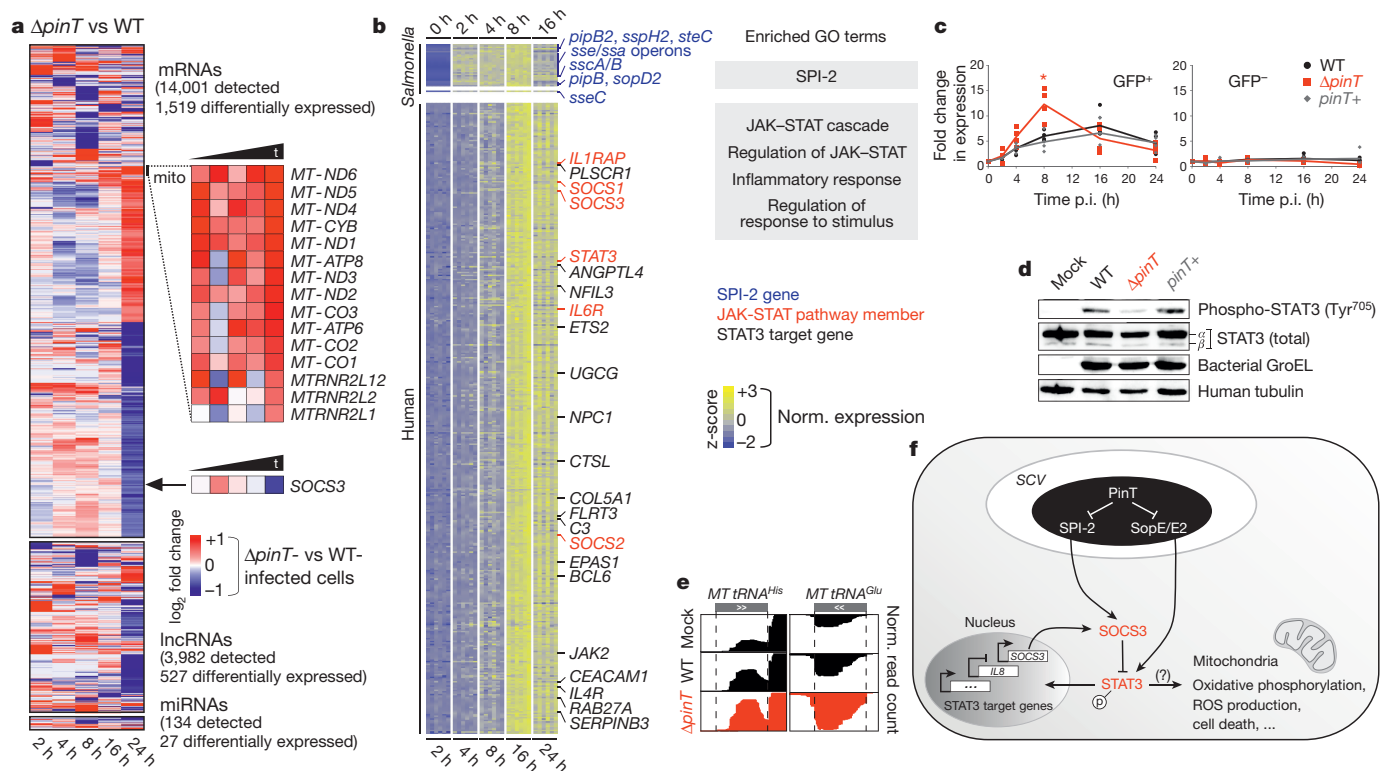 a ΔpinT vs WT
mRNAs
(14,001 detected
1,519 differentially expressed)
t
mito
MT-ND6
MT-ND5
MT-ND4
MT-CYB
MT-ND1
MT-ATP8
MT-ND3
MT-ND2
MT-CO3
MT-ATP6
MT-CO2
MT-CO1
MTRNR2L12
MTRNR2L2
MTRNR2L1
t
SOCS3
log2 fold change
+1
0
−1
ΔpinT- vs WT-
infected cells
lncRNAs
(3,982 detected
527 differentially expressed)
miRNAs
(134 detected
27 differentially expressed)
2 h
4 h
8 h
16 h
24 h
b
0 h
2 h
4 h
8 h
16 h
Salmonella
Human
pipB2, sspH2, steC
sse/ssa operons
sscA/B
pipB, sopD2
sseC
IL1RAP
PLSCR1
SOCS1
SOCS3
STAT3
ANGPTL4
NFIL3
IL6R
ETS2
UGCG
NPC1
CTSL
COL5A1
FLRT3
C3
SOCS2
EPAS1
BCL6
JAK2
CEACAM1
IL4R
RAB27A
SERPINB3
2 h
4 h
8 h
16 h
24 h
Enriched GO terms
SPI-2
JAK–STAT cascade
Regulation of JAK–STAT
Inflammatory response
Regulation of
response to stimulus
SPI-2 gene
JAK-STAT pathway member
STAT3 target gene
z-score
+3
0
−2
Norm. expression
c
Fold change
in expression
20
15
10
5
0
*
GFP+
0 4 8 12 16 20 24
Time p.i. (h)
20
15
10
5
0
GFP−
0 4 8 12 16 20 24
Time p.i. (h)
WT
ΔpinT
pinT+
d
Mock
WT
ΔpinT
pinT+
Phospho-STAT3 (Tyr705)
α
β
STAT3 (total)
Bacterial GroEL
Human tubulin
e
MT tRNAHis
MT tRNAGlu
>>
<<
Mock
WT
ΔpinT
Norm. read count
f
SCV
PinT
SPI-2
SopE/E2
Nucleus
SOCS3
IL8
...
STAT3 target genes
SOCS3
STAT3
P
(?)
Mitochondria
Oxidative phosphorylation,
ROS production,
cell death, ...